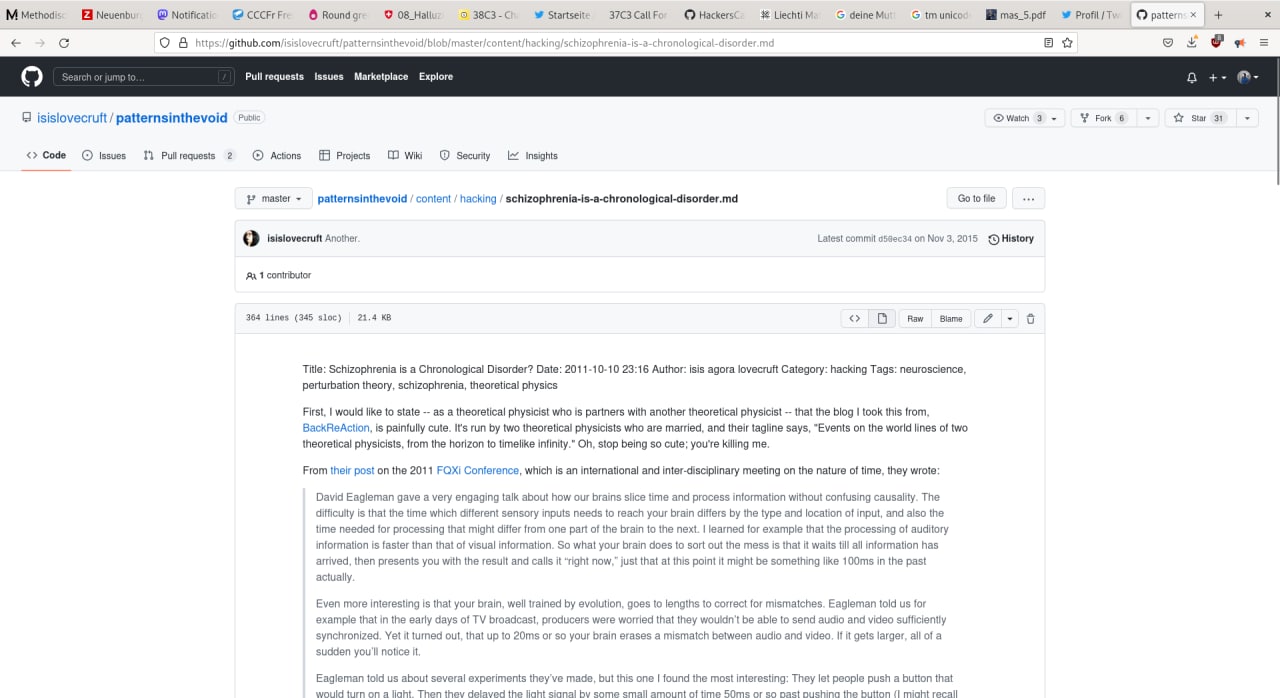 Methodisc
Neuenbur
Notificatio
CCCFr Fre
Round gre
08_Halluz
38C3 - Cha
Startseite
37C3 Call For
HackersCa
Liechti Ma
deine Mutt
tm unicod
mas_5.pdf
Profil / Tw
patterns
https://github.com/isislovecruft/patternsinthevoid/blob/master/content/hacking/schizophrenia-is-a-chronological-disorder.md
Search or jump to… / Pull requests Issues Marketplace Explore
isislovecruft / patternsinthevoid Public Watch 3 Fork 6 Star 31
Code Issues Pull requests 2 Actions Projects Wiki Security Insights
master patternsinthevoid / content / hacking / schizophrenia-is-a-chronological-disorder.md Go to file ...
isislovecruft Another. Latest commit d50ec34 on Nov 3, 2015 History
1 contributor
364 lines (345 sloc) 21.4 KB <> Raw Blame
Title: Schizophrenia is a Chronological Disorder? Date: 2011-10-10 23:16 Author: isis agora lovecruft Category: hacking Tags: neuroscience,
perturbation theory, schizophrenia, theoretical physics
First, I would like to state -- as a theoretical physicist who is partners with another theoretical physicist -- that the blog I took this from,
BackReAction, is painfully cute. It's run by two theoretical physicists who are married, and their tagline says, "Events on the world lines of two
theoretical physicists, from the horizon to timelike infinity." Oh, stop being so cute; you're killing me.
From their post on the 2011 FQXi Conference, which is an international and inter-disciplinary meeting on the nature of time, they wrote:
David Eagleman gave a very engaging talk about how our brains slice time and process information without confusing causality. The
difficulty is that the time which different sensory inputs needs to reach your brain differs by the type and location of input, and also the
time needed for processing that might differ from one part of the brain to the next. I learned for example that the processing of auditory
information is faster than that of visual information. So what your brain does to sort out the mess is that it waits till all information has
arrived, then presents you with the result and calls it “right now,” just that at this point it might be something like 100ms in the past
actually.
Even more interesting is that your brain, well trained by evolution, goes to lengths to correct for mismatches. Eagleman told us for
example that in the early days of TV broadcast, producers were worried that they wouldn’t be able to send audio and video sufficiently
synchronized. Yet it turned out, that up to 20ms or so your brain erases a mismatch between audio and video. If it gets larger, all of a
sudden you’ll notice it.
Eagleman told us about several experiments they’ve made, but this one I found the most interesting: They let people push a button that
would turn on a light. Then they delayed the light signal by some small amount of time 50ms or so past pushing the button (I might recall